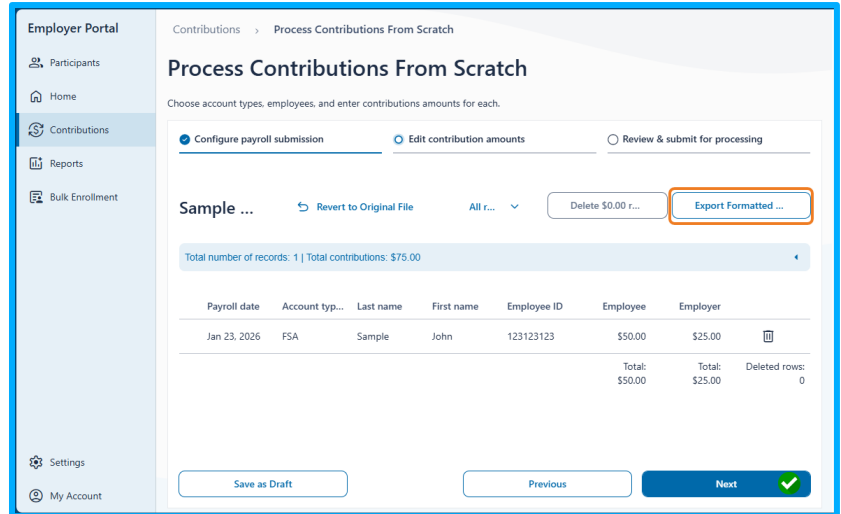 Employer Portal
Participants
Home
Contributions
Reports
Bulk Enrollment
Settings
My Account
Contributions > Process Contributions From Scratch
Process Contributions From Scratch
Choose account types, employees, and enter contributions amounts for each.
Configure payroll submission
Edit contribution amounts
Review & submit for processing
Sample ...
Revert to Original File
All r...
Delete $0.00 r...
Export Formatted ...
Total number of records: 1 | Total contributions: $75.00
Payroll date Account typ... Last name First name Employee ID Employee Employer
Jan 23, 2026 FSA Sample John 123123123 $50.00 $25.00
Total: Total: Deleted rows:
$50.00 $25.00 0
Save as Draft
Previous
Next